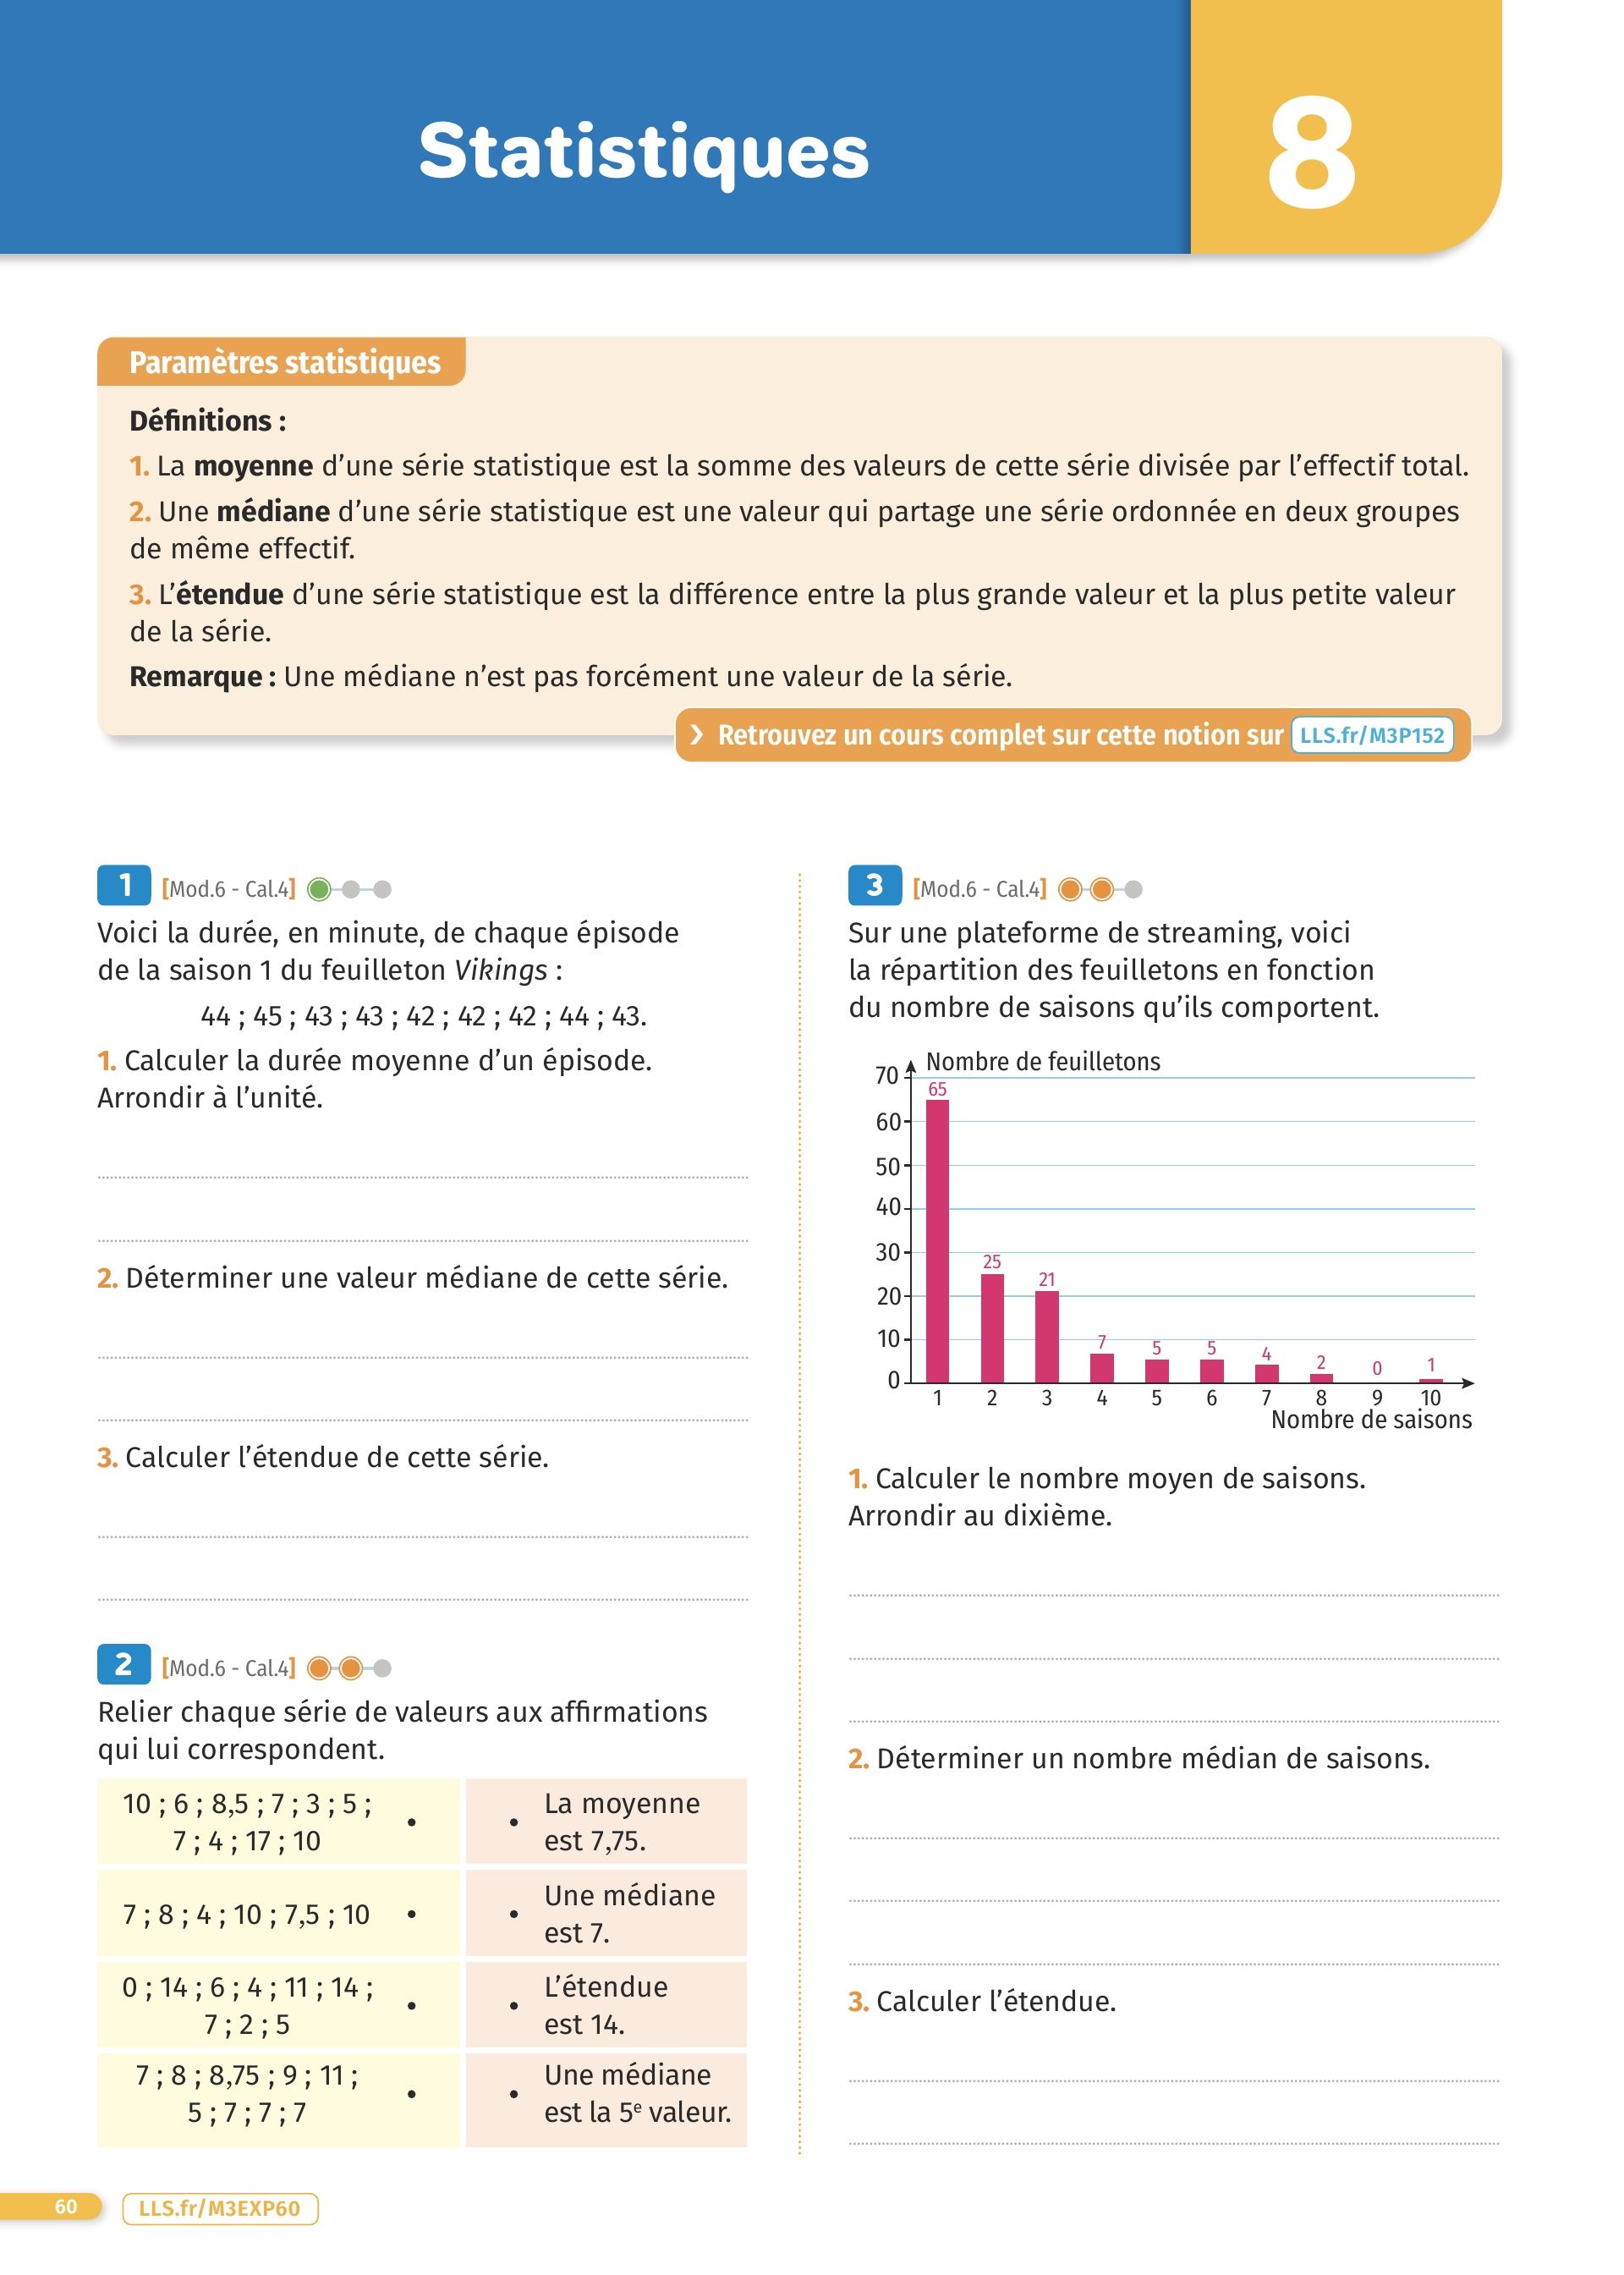 Statistiques
8
Paramètres statistiques
Définitions :
1. La moyenne d’une série statistique est la somme des valeurs de cette série divisée par l’effectif total.
2. Une médiane d’une série statistique est une valeur qui partage une série ordonnée en deux groupes
de même effectif.
3. L’étendue d’une série statistique est la différence entre la plus grande valeur et la plus petite valeur
de la série.
Remarque : Une médiane n’est pas forcément une valeur de la série.
❯ Retrouvez un cours complet sur cette notion sur LLS.fr/M3P152
1 [Mod.6 - Cal.4]
Voici la durée, en minute, de chaque épisode
de la saison 1 du feuilleton Vikings :
44 ; 45 ; 43 ; 43 ; 42 ; 42 ; 42 ; 44 ; 43.
1. Calculer la durée moyenne d’un épisode.
Arrondir à l’unité.
2. Déterminer une valeur médiane de cette série.
3. Calculer l’étendue de cette série.
2 [Mod.6 - Cal.4]
Relier chaque série de valeurs aux affirmations
qui lui correspondent.
10 ; 6 ; 8,5 ; 7 ; 3 ; 5 ;
7 ; 4 ; 17 ; 10
•
• La moyenne
est 7,75.
7 ; 8 ; 4 ; 10 ; 7,5 ; 10 •
• Une médiane
est 7.
0 ; 14 ; 6 ; 4 ; 11 ; 14 ;
7 ; 2 ; 5
•
• L’étendue
est 14.
7 ; 8 ; 8,75 ; 9 ; 11 ;
5 ; 7 ; 7 ; 7
•
• Une médiane
est la 5e valeur.
3 [Mod.6 - Cal.4]
Sur une plateforme de streaming, voici
la répartition des feuilletons en fonction
du nombre de saisons qu’ils comportent.
Nombre de feuilletons
70
60
50
40
30
20
10
0
65
25
21
7
5
5
4
2
0
1
1 2 3 4 5 6 7 8 9 10
Nombre de saisons
1. Calculer le nombre moyen de saisons.
Arrondir au dixième.
2. Déterminer un nombre médian de saisons.
3. Calculer l’étendue.
60
LLS.fr/M3EXP60